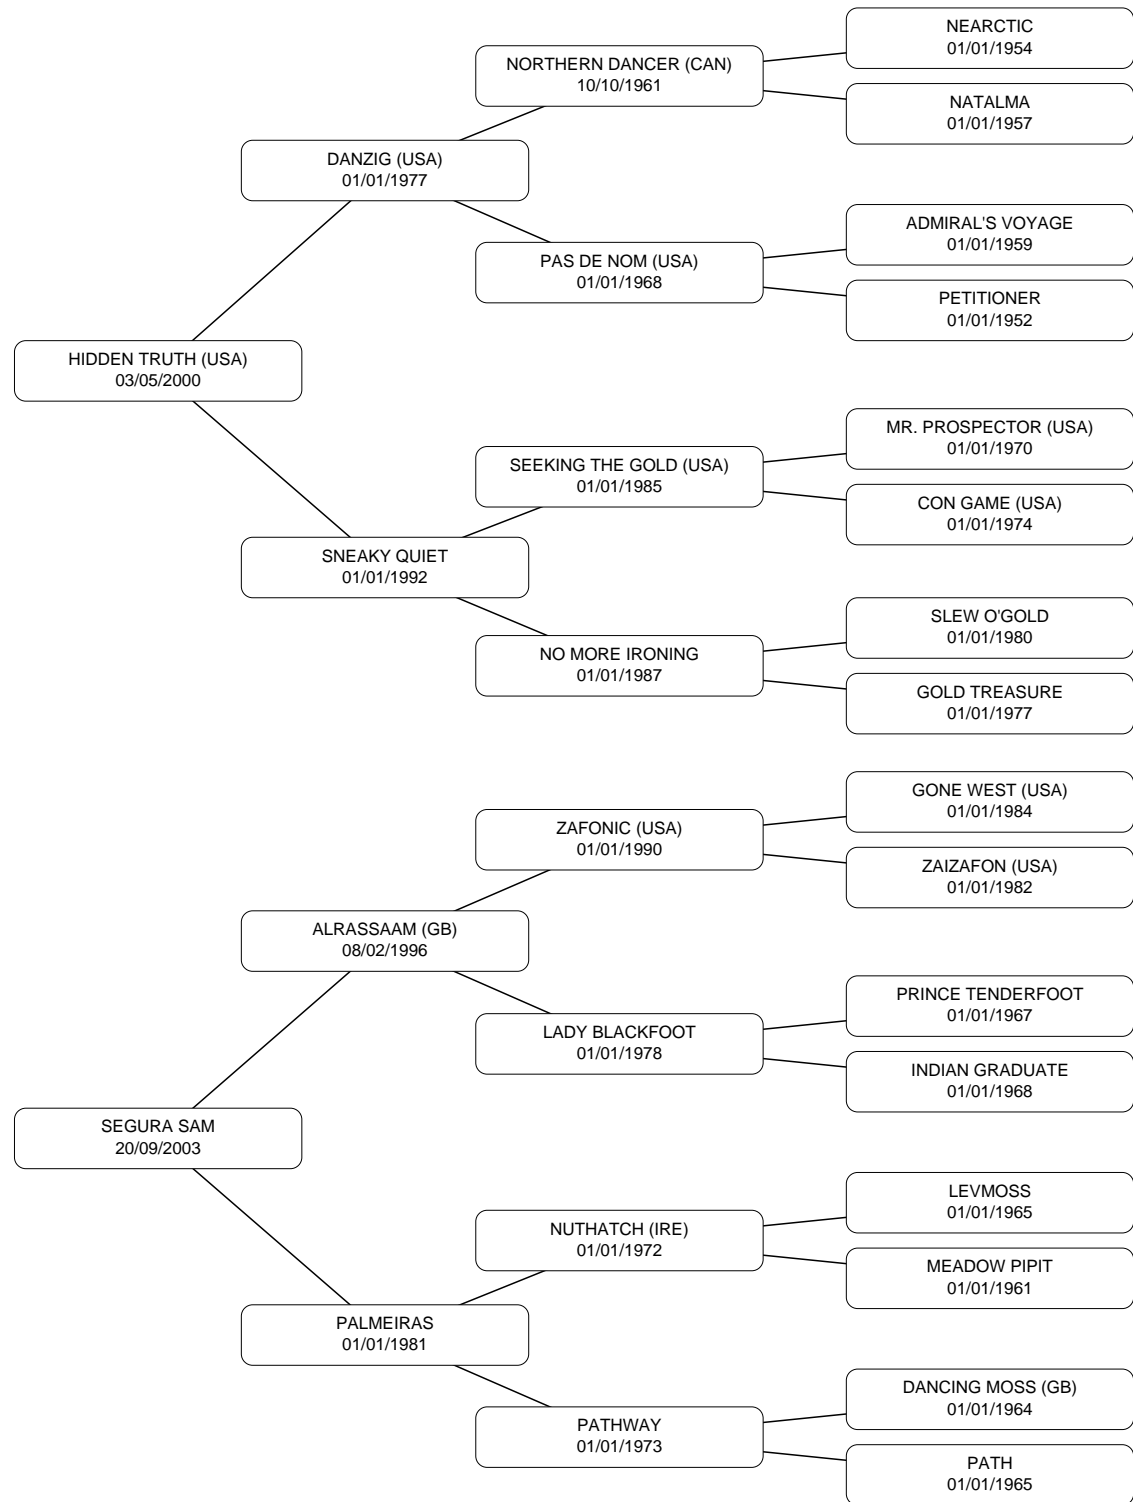 NEARCTIC
01/01/1954
NORTHERN DANCER (CAN)
10/10/1961
NATALMA
01/01/1957
DANZIG (USA)
01/01/1977
ADMIRAL'S VOYAGE
01/01/1959
PAS DE NOM (USA)
01/01/1968
PETITIONER
01/01/1952
HIDDEN TRUTH (USA)
03/05/2000
MR. PROSPECTOR (USA)
01/01/1970
SEEKING THE GOLD (USA)
01/01/1985
CON GAME (USA)
01/01/1974
SNEAKY QUIET
01/01/1992
SLEW O'GOLD
01/01/1980
NO MORE IRONING
01/01/1987
GOLD TREASURE
01/01/1977
GONE WEST (USA)
01/01/1984
ZAFONIC (USA)
01/01/1990
ZAIZAFON (USA)
01/01/1982
ALRASSAAM (GB)
08/02/1996
PRINCE TENDERFOOT
01/01/1967
LADY BLACKFOOT
01/01/1978
INDIAN GRADUATE
01/01/1968
SEGURA SAM
20/09/2003
LEVMOSS
01/01/1965
NUTHATCH (IRE)
01/01/1972
MEADOW PIPIT
01/01/1961
PALMEIRAS
01/01/1981
DANCING MOSS (GB)
01/01/1964
PATHWAY
01/01/1973
PATH
01/01/1965